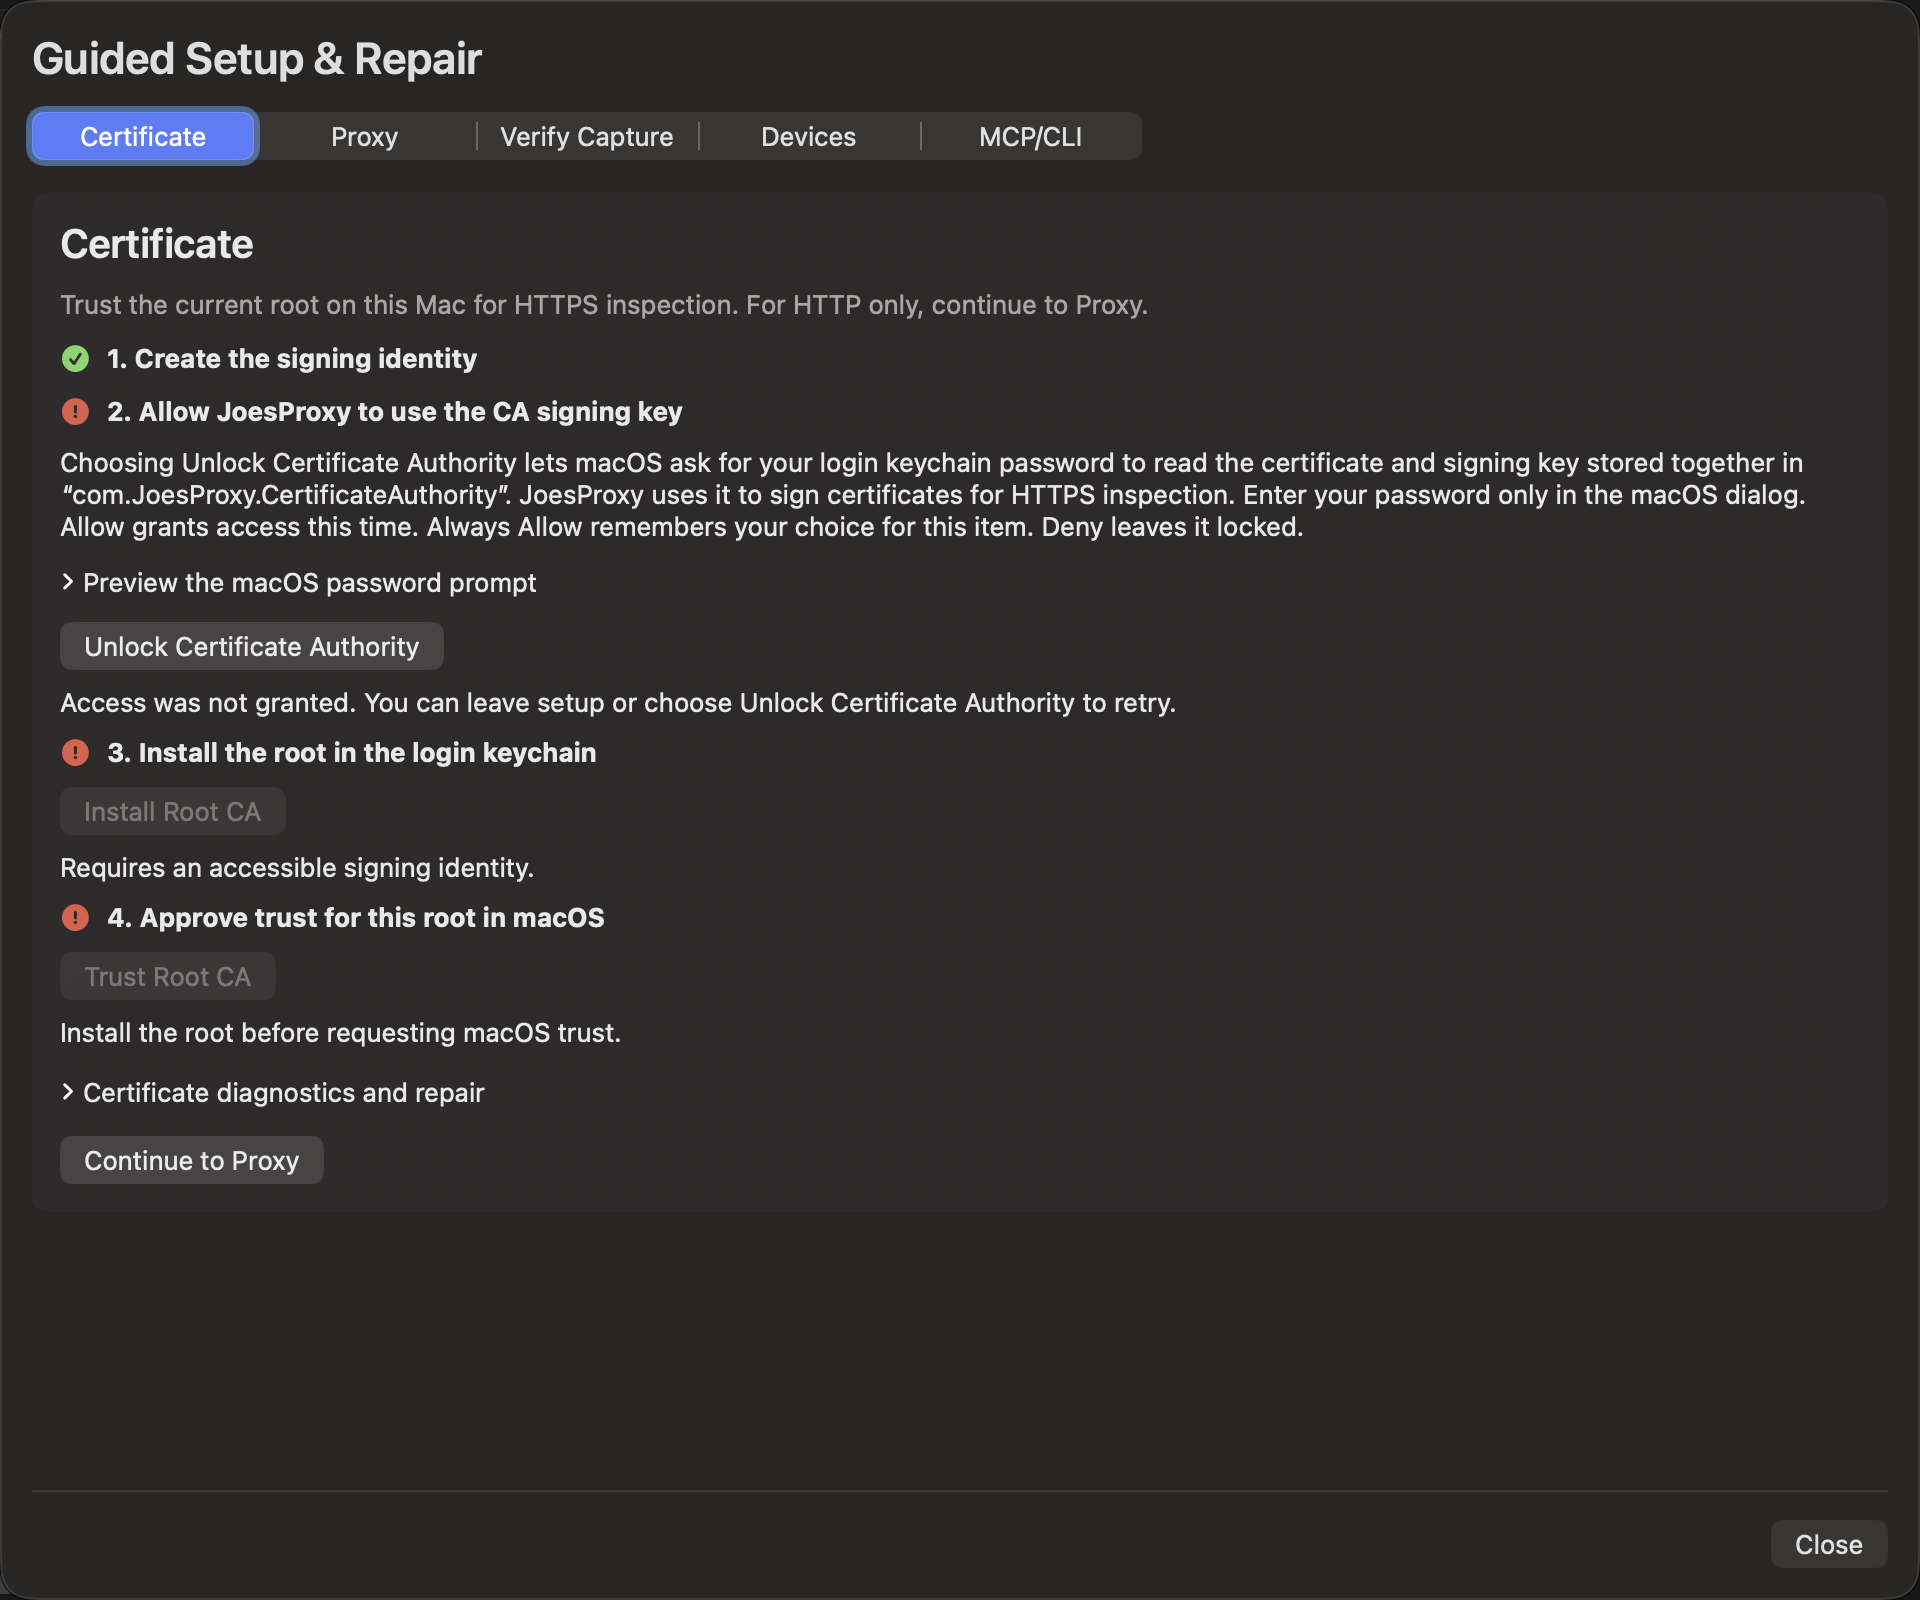 Guided Setup & Repair
Certificate
Proxy
Verify Capture
Devices
MCP/CLI
Certificate
Trust the current root on this Mac for HTTPS inspection. For HTTP only, continue to Proxy.
1. Create the signing identity
2. Allow JoesProxy to use the CA signing key
Choosing Unlock Certificate Authority lets macOS ask for your login keychain password to read the certificate and signing key stored together in
“com.JoesProxy.CertificateAuthority”. JoesProxy uses it to sign certificates for HTTPS inspection. Enter your password only in the macOS dialog.
Allow grants access this time. Always Allow remembers your choice for this item. Deny leaves it locked.
Preview the macOS password prompt
Unlock Certificate Authority
Access was not granted. You can leave setup or choose Unlock Certificate Authority to retry.
3. Install the root in the login keychain
Install Root CA
Requires an accessible signing identity.
4. Approve trust for this root in macOS
Trust Root CA
Install the root before requesting macOS trust.
Certificate diagnostics and repair
Continue to Proxy
Close